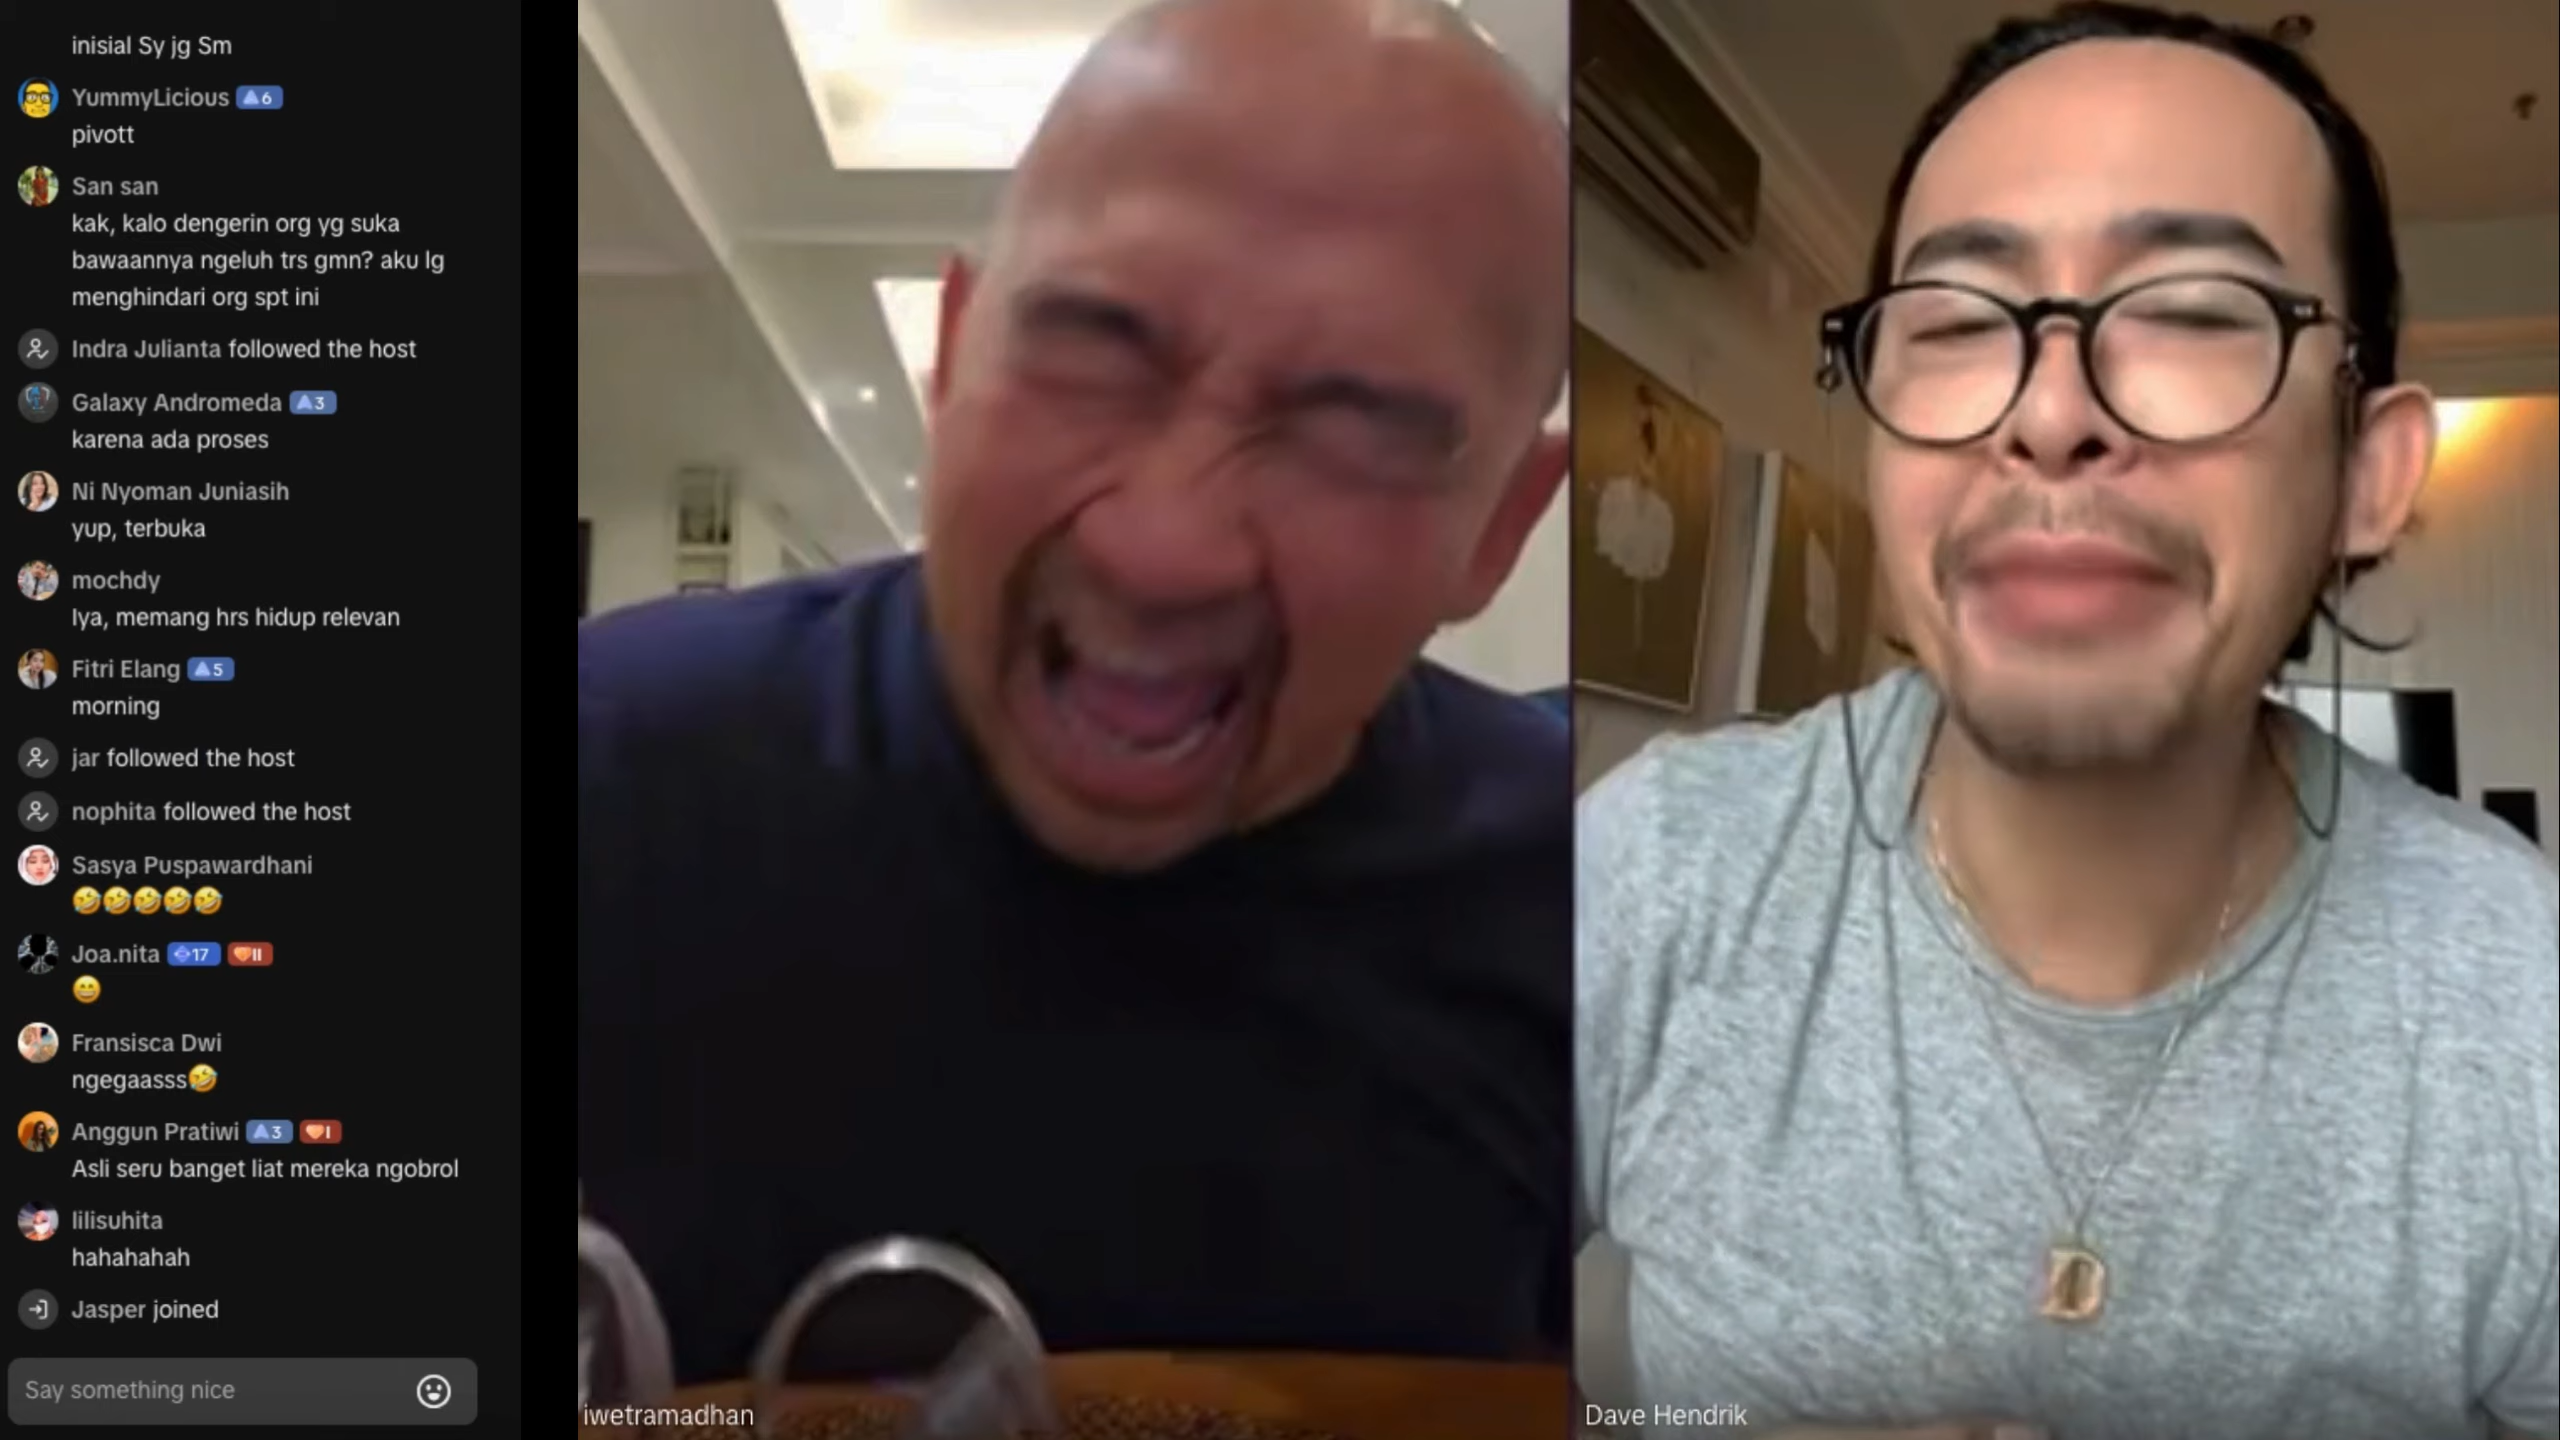 inisial Sy jg Sm
YummyLicious 6
pivott
San san
kak, kalo dengerin org yg suka
bawaannya ngeluh trs gmn? aku lg
menghindari org spt ini
Indra Julianta followed the host
Galaxy Andromeda 3
karena ada proses
Ni Nyoman Juniasih
yup, terbuka
mochdy
Iya, memang hrs hidup relevan
Fitri Elang 5
morning
jar followed the host
nophita followed the host
Sasya Puspawardhani
🤣🤣🤣🤣🤣
Joa.nita 17 II
😄
Fransisca Dwi
ngegaasss🤣
Anggun Pratiwi 3 I
Asli seru banget liat mereka ngobrol
lilisuhita
hahahahah
Jasper joined
Say something nice
iwetramadhan
Dave Hendrik
D